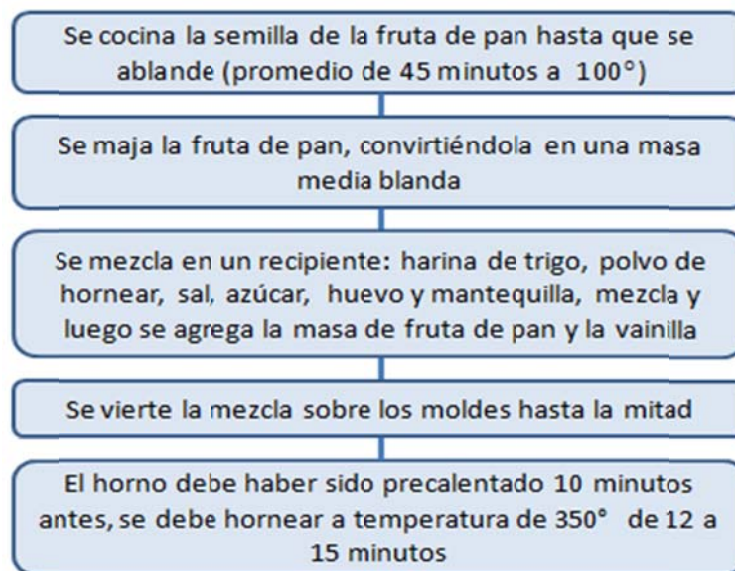 Se cocina la semilla de la fruta de pan hasta que se
ablande (promedio de 45 minutos a 100°)
Se maja la fruta de pan, convirtiéndola en una masa
media blanda
Se mezcla en un recipiente: harina de trigo, polvo de
hornear, sal, azúcar, huevo y mantequilla, mezcla y
luego se agrega la masa de fruta de pan y la vainilla
Se vierte la mezcla sobre los moldes hasta la mitad
El horno debe haber sido precalentado 10 minutos
antes, se debe hornear a temperatura de 350° de 12 a
15 minutos